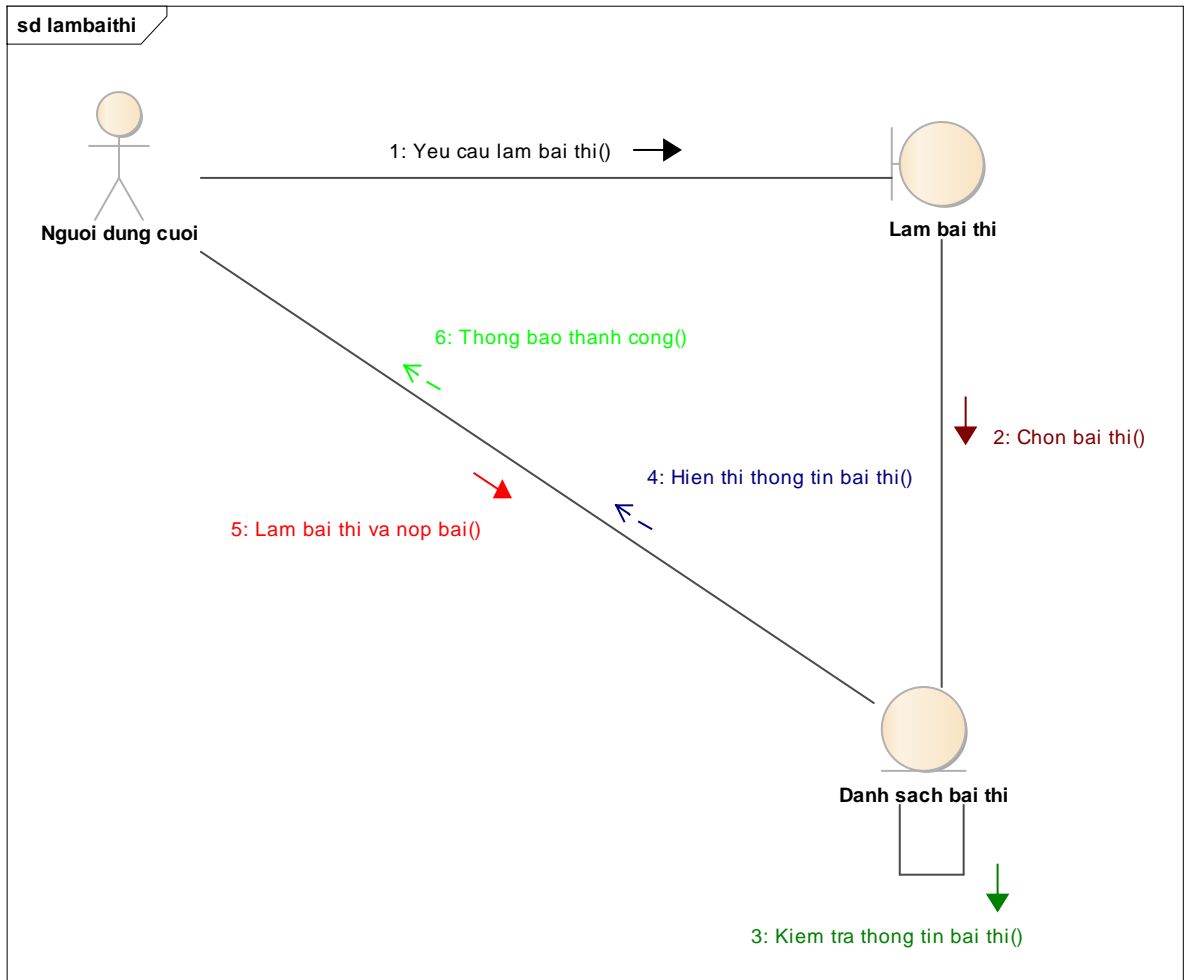 sd lambaithi
1: Yeu cau lam bai thi()
Nguoi dung cuoi
Lam bai thi
6: Thong bao thanh cong()
2: Chon bai thi()
4: Hien thi thong tin bai thi()
5: Lam bai thi va nop bai()
Danh sach bai thi
3: Kiem tra thong tin bai thi()